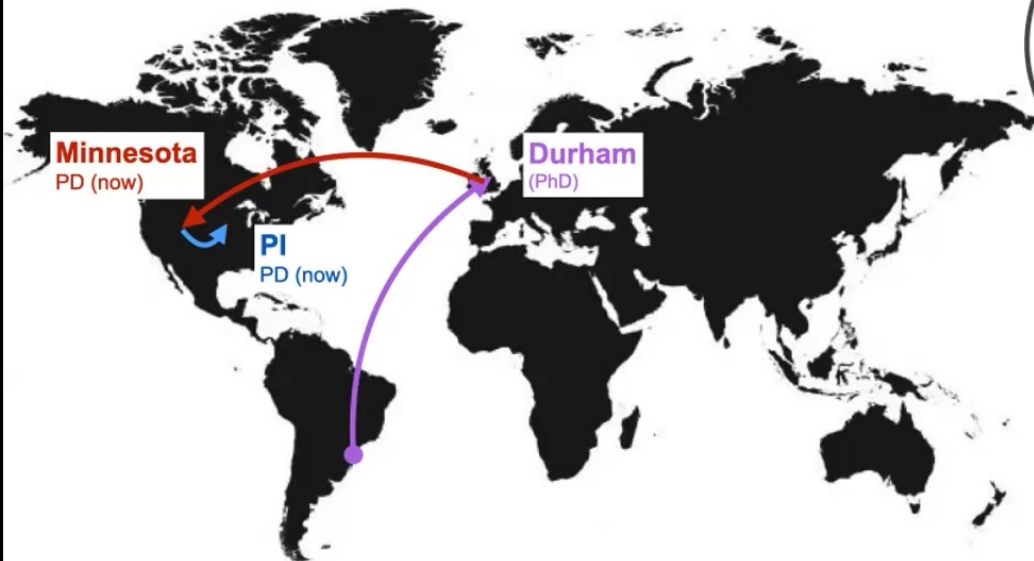 Minnesota
PD (now)
Durham
(PhD)
PI
PD (now)